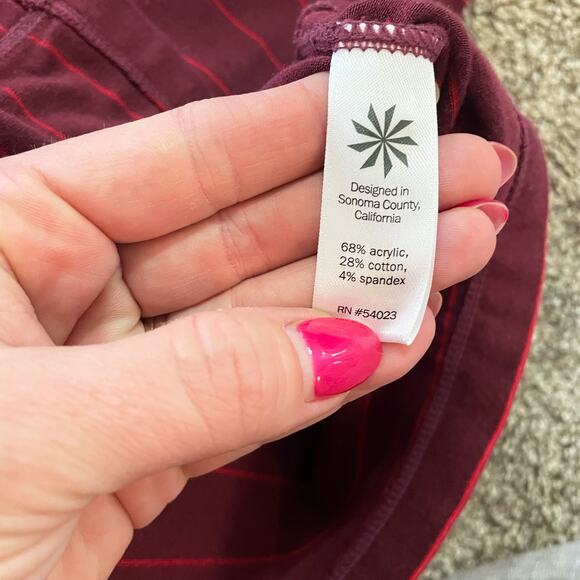 Designed in
Sonoma County,
California
68% acrylic,
28% cotton,
4% spandex
RN #54023